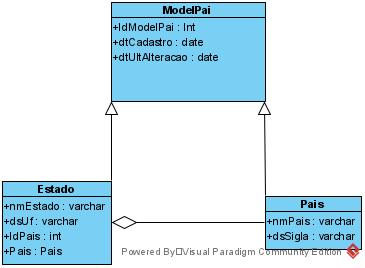 ModelPai
+IdModelPai : Int
+dtCadastro : date
+dtUltAlteracao : date
Estado
+nmEstado : varchar
+dsUf : varchar
+IdPais : int
+Pais : Pais
Pais
+nmPais : varchar
+dsSigla : varchar
Powered By Visual Paradigm Community Edition